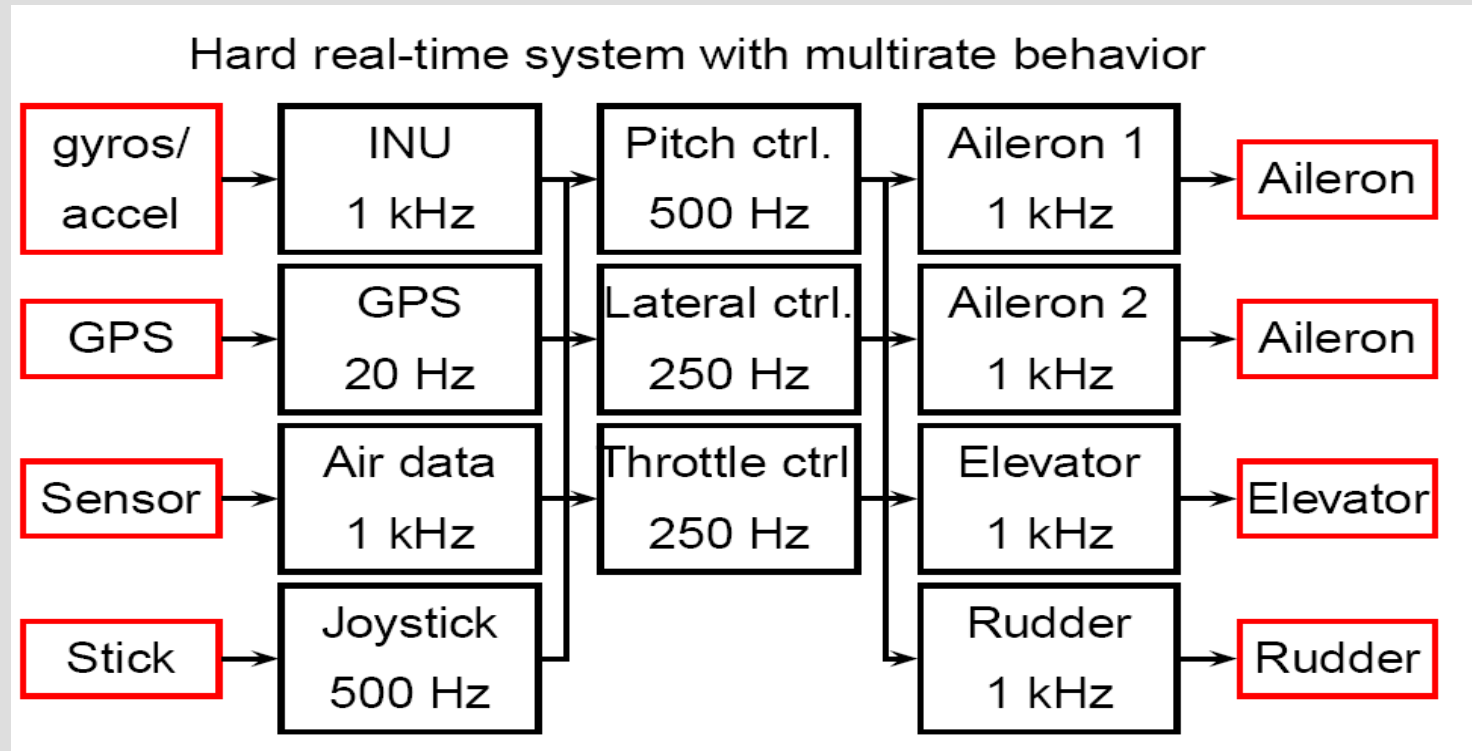 Hard real-time system with multirate behavior
gyros/
accel
INU
1 kHz
Pitch ctrl.
500 Hz
Aileron 1
1 kHz
Aileron
GPS
GPS
20 Hz
Lateral ctrl.
250 Hz
Aileron 2
1 kHz
Aileron
Sensor
Air data
1 kHz
Throttle ctrl
250 Hz
Elevator
1 kHz
Elevator
Stick
Joystick
500 Hz
Rudder
1 kHz
Rudder